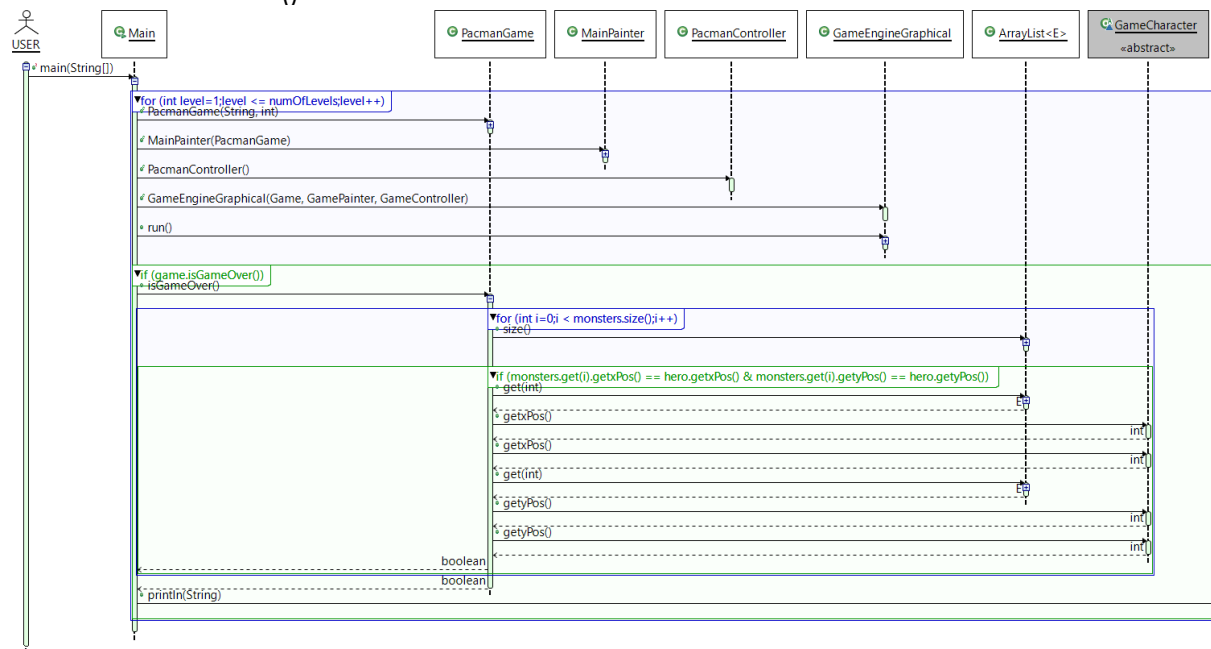 ()
USER
Main
PacmanGame
MainPainter
PacmanController
GameEngineGraphical
ArrayList<E>
GameCharacter
«abstract»
main(String[])
for (int level=1;level <= numOfLevels;level++)
PacmanGame(String, int)
MainPainter(PacmanGame)
PacmanController()
GameEngineGraphical(Game, GamePainter, GameController)
run()
if (game.isGameOver())
isGameOver()
for (int i=0;i < monsters.size();i++)
size()
if (monsters.get(i).getxPos() == hero.getxPos() & monsters.get(i).getyPos() == hero.getyPos())
get(int)
E
getxPos()
int
getxPos()
int
get(int)
E
getyPos()
int
getyPos()
int
boolean
boolean
println(String)